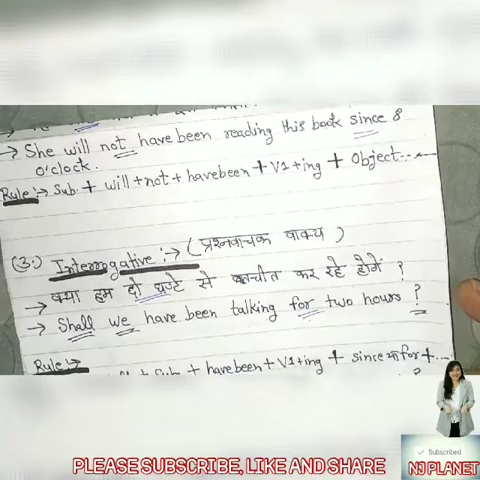 → She will not have been reading this book since 8
o'clock.
Rule:→ Sub. + will + not + have been + V1 + ing + Object...
(3.) Interrogative :→ ( प्रश्नवाचक वाक्य )
→ क्या हम दो घण्टे से बातचीत कर रहे होगें ?
→ Shall we have been talking for two hours ?
Rule:→
+ Sub. + have been + V1 + ing + since या for + ....
Subscribed
NJ PLANET
PLEASE SUBSCRIBE, LIKE AND SHARE